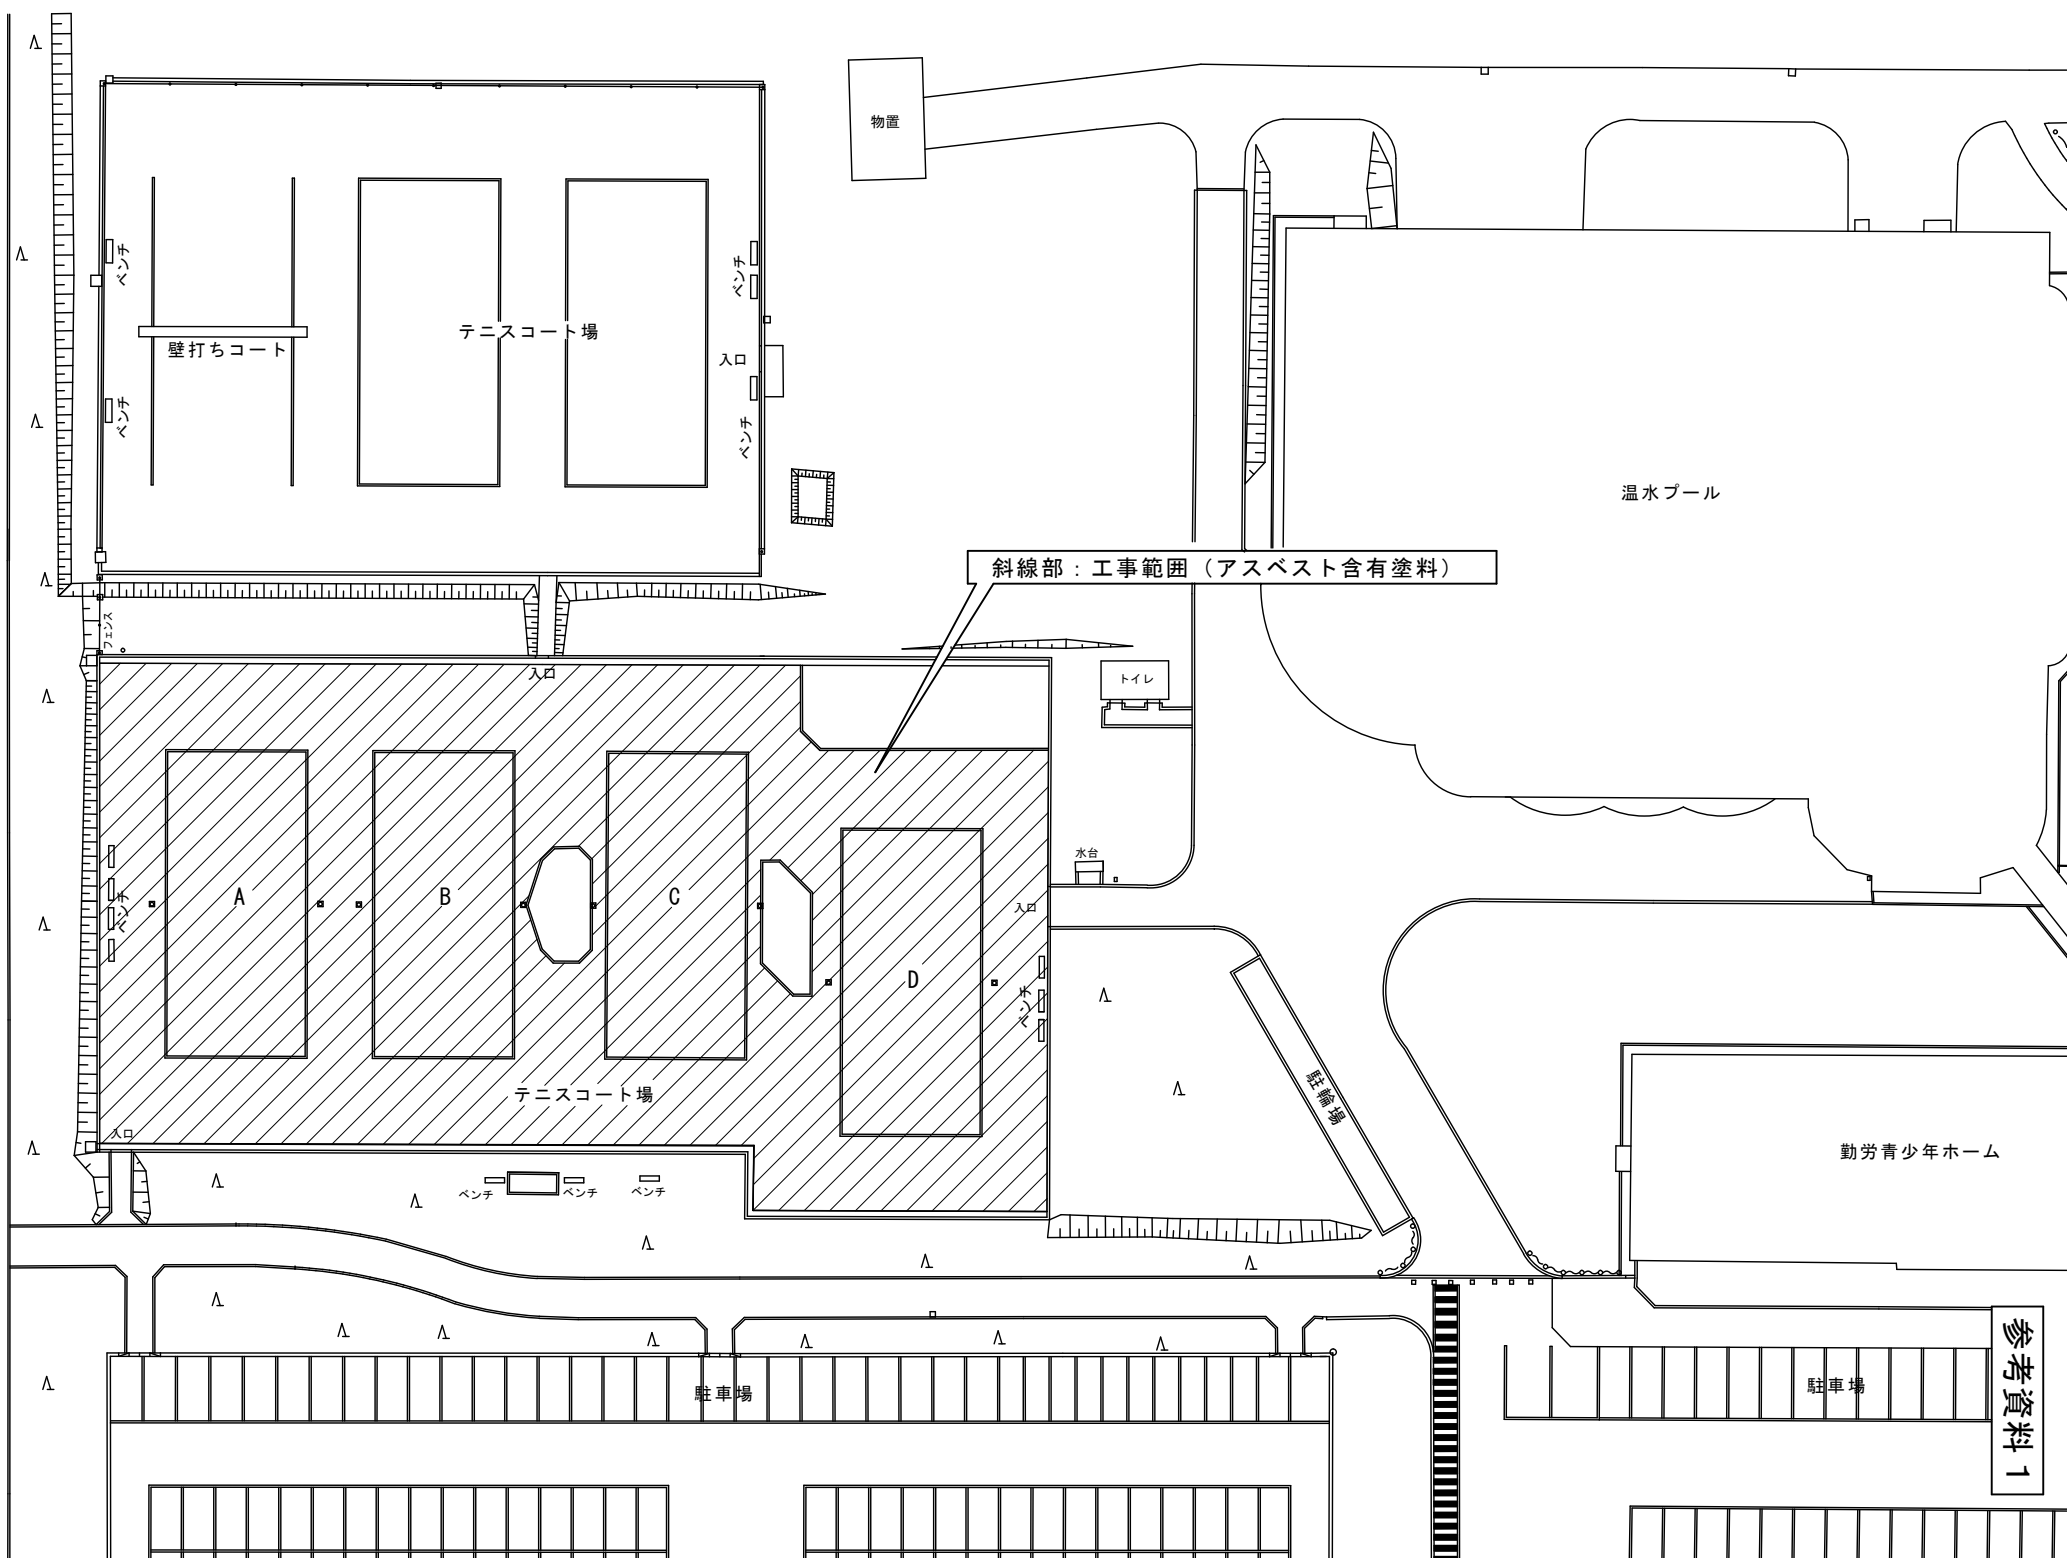 物置
ベンチ
ベンチ
テニスコート場
壁打ちコート
入口
ベンチ
ベンチ
温水プール
斜線部：工事範囲（アスベスト含有塗料）
フェンス
入口
トイレ
水台
A
B
C
ベンチ
入口
D
ベンチ
テニスコート場
駐輪場
入口
勤労青少年ホーム
ベンチ
ベンチ
ベンチ
駐車場
駐車場
参考資料１